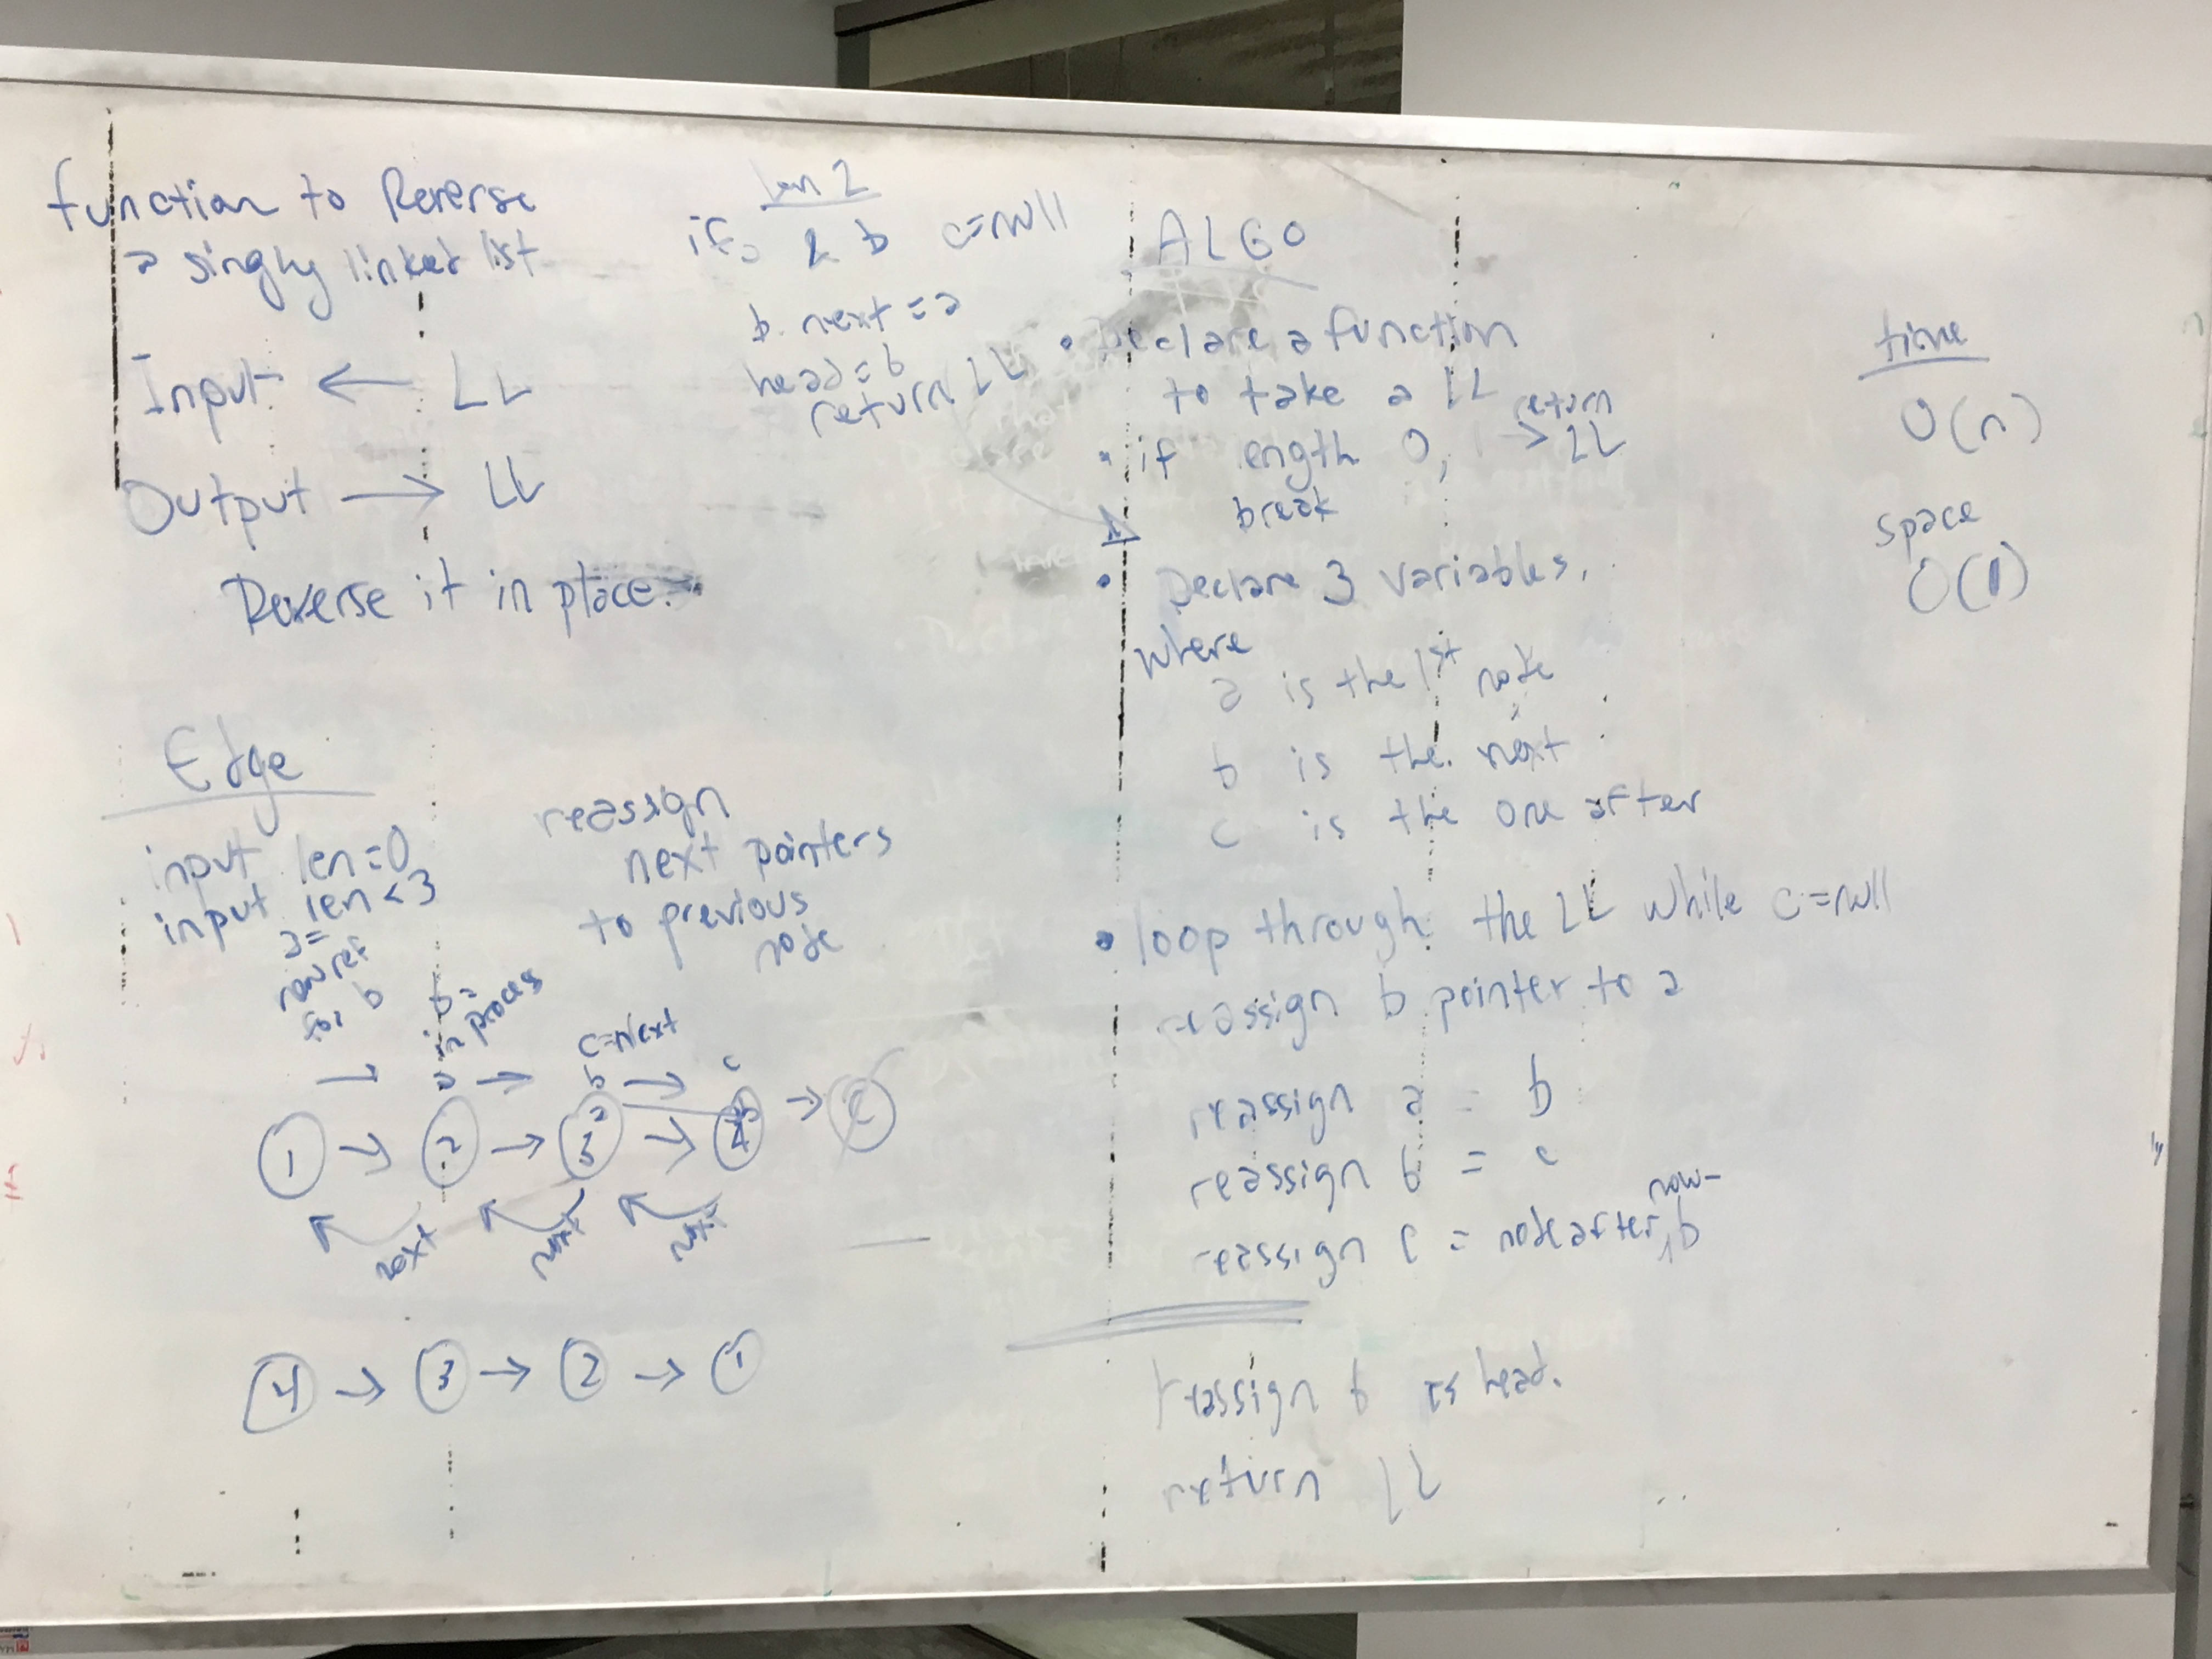 function to Reverse
a singly linked list
Input ← LL
Output → LL
Reverse it in place.
len 2
if a & b c=null
b.next = a
head = b
return LL
Edge
input len=0
input len<3
reassign
next pointers
to previous
node
a=
new ref
for b
b=
in process
c=next
a → b → c
1 → 2 → 3 → 4 →
next next next
4 → 3 → 2 → 1
ALGO
• Declare a function
to take a LL
return
• if length 0, 1 → LL
break
• Declare 3 variables,
where
a is the 1st node
b is the next
c is the one after
• loop through the LL while c=null
reassign b pointer to a
reassign a = b
reassign b = c
now
reassign c = node after b
reassign b as head.
return LL
time
O(n)
space
O(1)